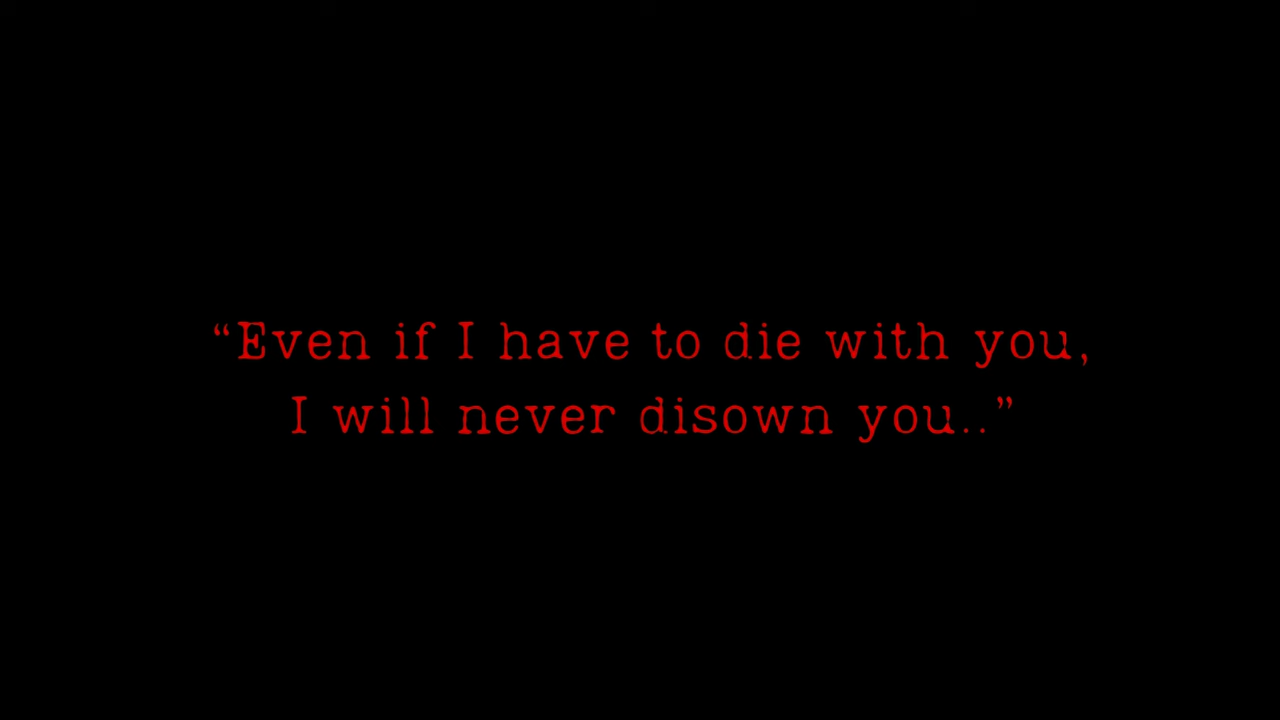 “Even if I have to die with you,
I will never disown you..”